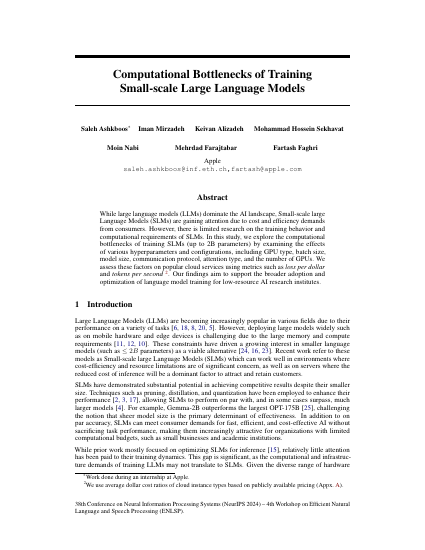 Computational Bottlenecks of Training
Small-scale Large Language Models
Saleh Ashkboos* Iman Mirzadeh Keivan Alizadeh Mohammad Hossein Sekhavat
Moin Nabi Mehrdad Farajtabar Fartash Faghri
Apple
saleh.ashkboos@inf.eth.ch,fartash@apple.com
Abstract
While large language models (LLMs) dominate the AI landscape, Small-scale large
Language Models (SLMs) are gaining attention due to cost and efficiency demands
from consumers. However, there is limited research on the training behavior and
computational requirements of SLMs. In this study, we explore the computational
bottlenecks of training SLMs (up to 2B parameters) by examining the effects
of various hyperparameters and configurations, including GPU type, batch size,
model size, communication protocol, attention type, and the number of GPUs. We
assess these factors on popular cloud services using metrics such as loss per dollar
and tokens per second 2. Our findings aim to support the broader adoption and
optimization of language model training for low-resource AI research institutes.
1 Introduction
Large Language Models (LLMs) are becoming increasingly popular in various fields due to their
performance on a variety of tasks [6, 18, 8, 20, 5]. However, deploying large models widely such
as on mobile hardware and edge devices is challenging due to the large memory and compute
requirements [11, 12, 10]. These constraints have driven a growing interest in smaller language
models (such as ≤ 2B parameters) as a viable alternative [24, 16, 23]. Recent work refer to these
models as Small-scale large Language Models (SLMs) which can work well in environments where
cost-efficiency and resource limitations are of significant concern, as well as on servers where the
reduced cost of inference will be a dominant factor to attract and retain customers.
SLMs have demonstrated substantial potential in achieving competitive results despite their smaller
size. Techniques such as pruning, distillation, and quantization have been employed to enhance their
performance [2, 3, 17], allowing SLMs to perform on par with, and in some cases surpass, much
larger models [4]. For example, Gemma-2B outperforms the largest OPT-175B [25], challenging
the notion that sheer model size is the primary determinant of effectiveness. In addition to on
par accuracy, SLMs can meet consumer demands for fast, efficient, and cost-effective AI without
sacrificing task performance, making them increasingly attractive for organizations with limited
computational budgets, such as small businesses and academic institutions.
While prior work mostly focused on optimizing SLMs for inference [15], relatively little attention
has been paid to their training dynamics. This gap is significant, as the computational and infrastruc-
ture demands of training LLMs may not translate to SLMs. Given the diverse range of hardware
*Work done during an internship at Apple.
2We use average dollar cost ratios of cloud instance types based on publicly available pricing (Appx. A).
38th Conference on Neural Information Processing Systems (NeurIPS 2024) – 4th Workshop on Efficient Natural
Language and Speech Processing (ENLSP).